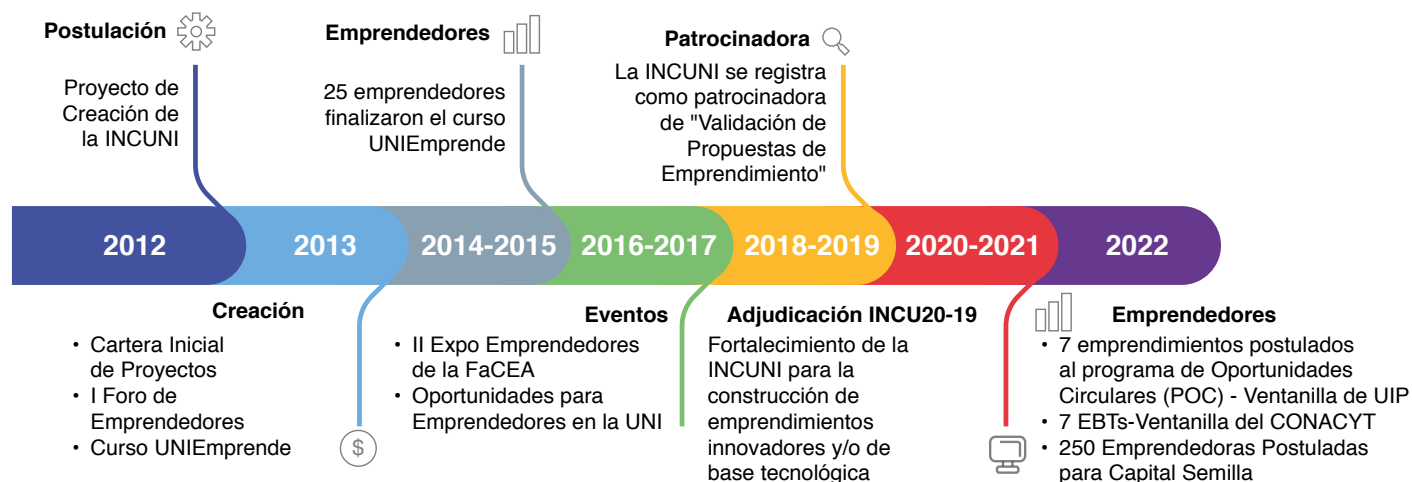 Postulación
Proyecto de
Creación de
la INCUNI
Emprendedores
25 emprendedores
finalizaron el curso
UNIEmprende
Patrocinadora
La INCUNI se registra
como patrocinadora
de "Validación de
Propuestas de
Emprendimiento"
2012
2013
2014-2015
2016-2017
2018-2019
2020-2021
2022
Creación
• Cartera Inicial
de Proyectos
• I Foro de
Emprendedores
• Curso UNIEmprende
$
Eventos
• II Expo Emprendedores
de la FaCEA
• Oportunidades para
Emprendedores en la UNI
Adjudicación INCU20-19
Fortalecimiento de la
INCUNI para la
construcción de
emprendimientos
innovadores y/o de
base tecnológica
Emprendedores
• 7 emprendimientos postulados
al programa de Oportunidades
Circulares (POC) - Ventanilla de UIP
• 7 EBTs-Ventanilla del CONACYT
• 250 Emprendedoras Postuladas
para Capital Semilla